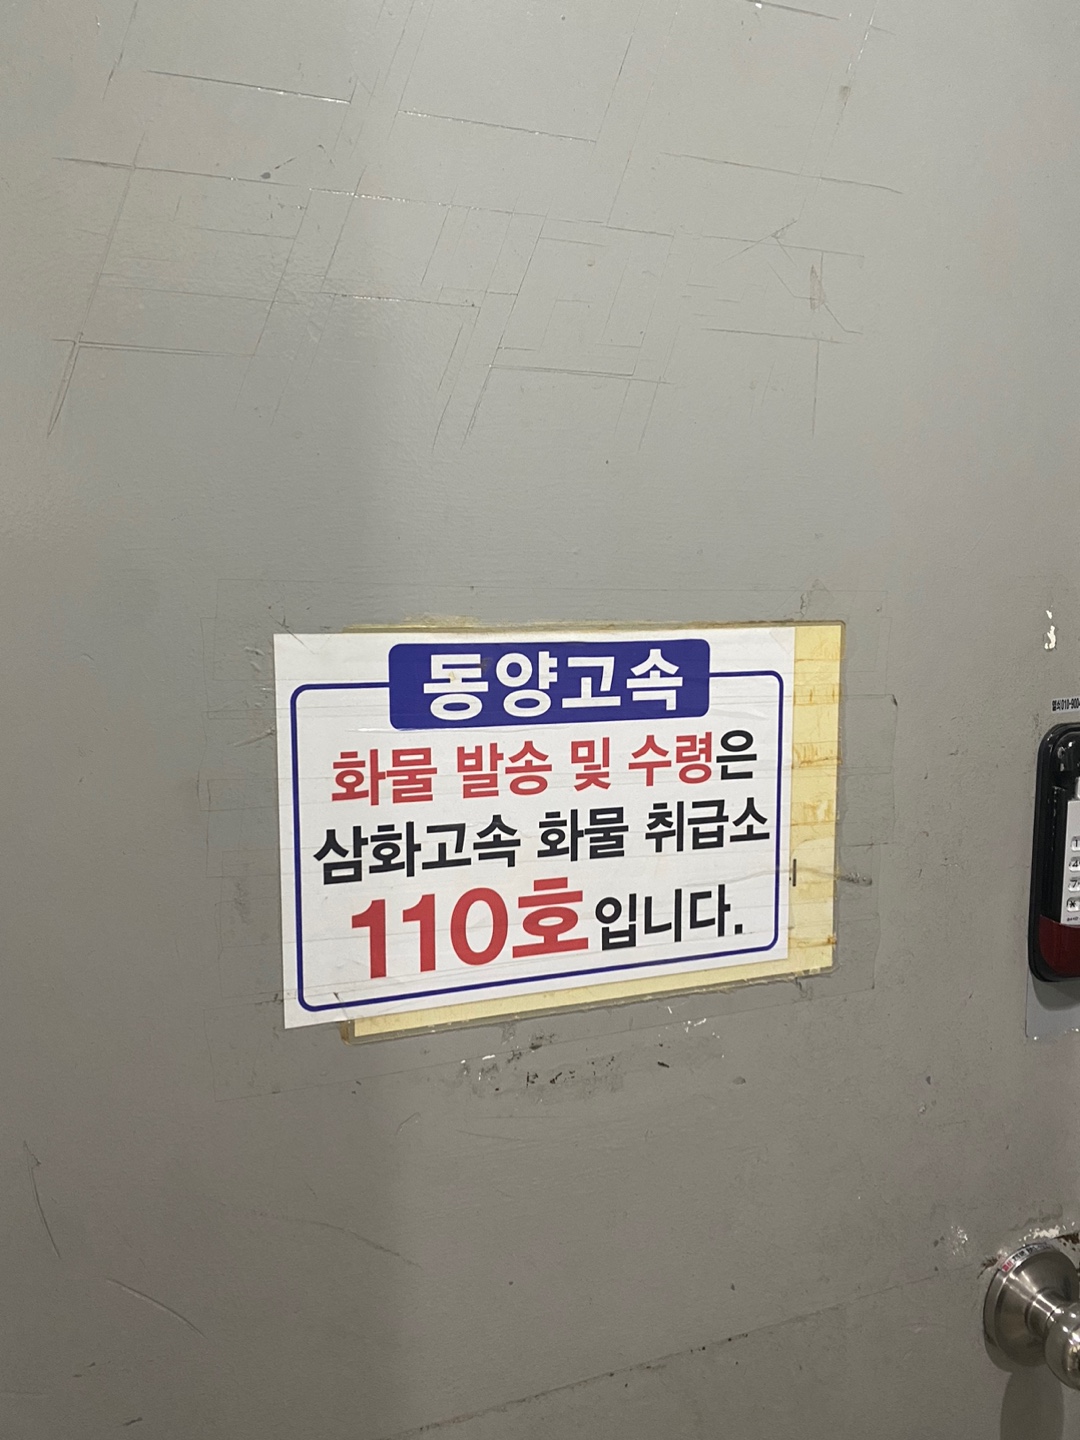 동양고속
화물 발송 및 수령은
삼화고속 화물 취급소
110호입니다.